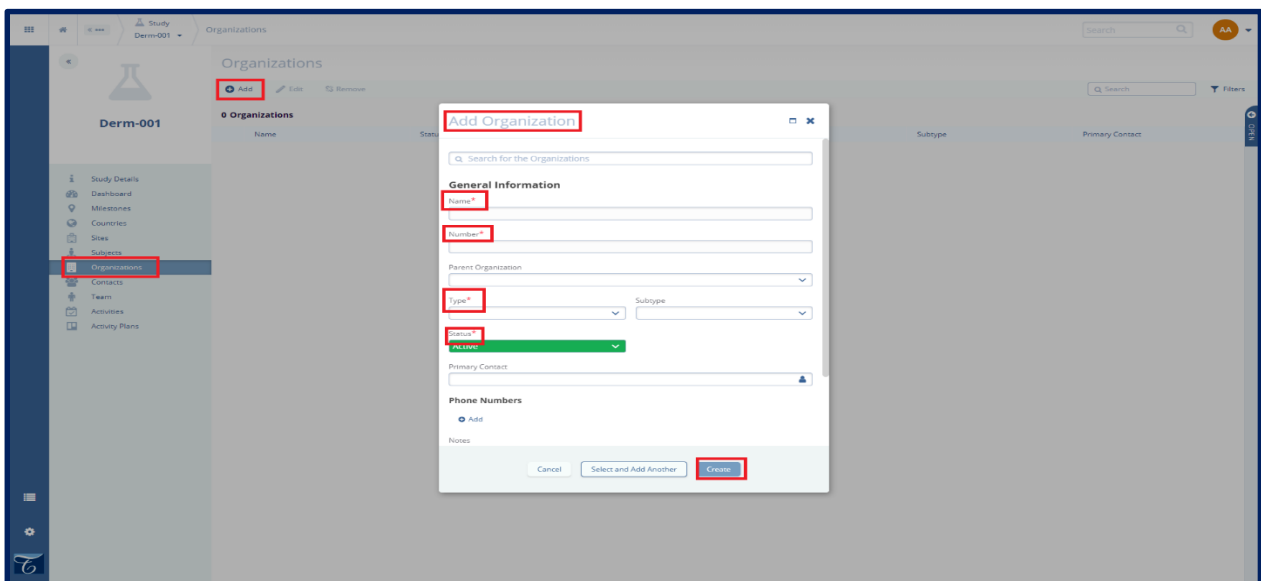 Study
Derm-001
Organizations
Search
AA
Organizations
Add Edit Remove
Search
Filters
Derm-001
0 Organizations
Name
Subtype
Primary Contact
OPEN
Study Details
Dashboard
Milestones
Countries
Sites
Subjects
Organizations
Contacts
Team
Activities
Activity Plans
Add Organization
Search for the Organizations
General Information
Name*
Number*
Parent Organization
Type* Subtype
Status*
Active
Primary Contact
Phone Numbers
Add
Notes
Cancel Select and Add Another Create